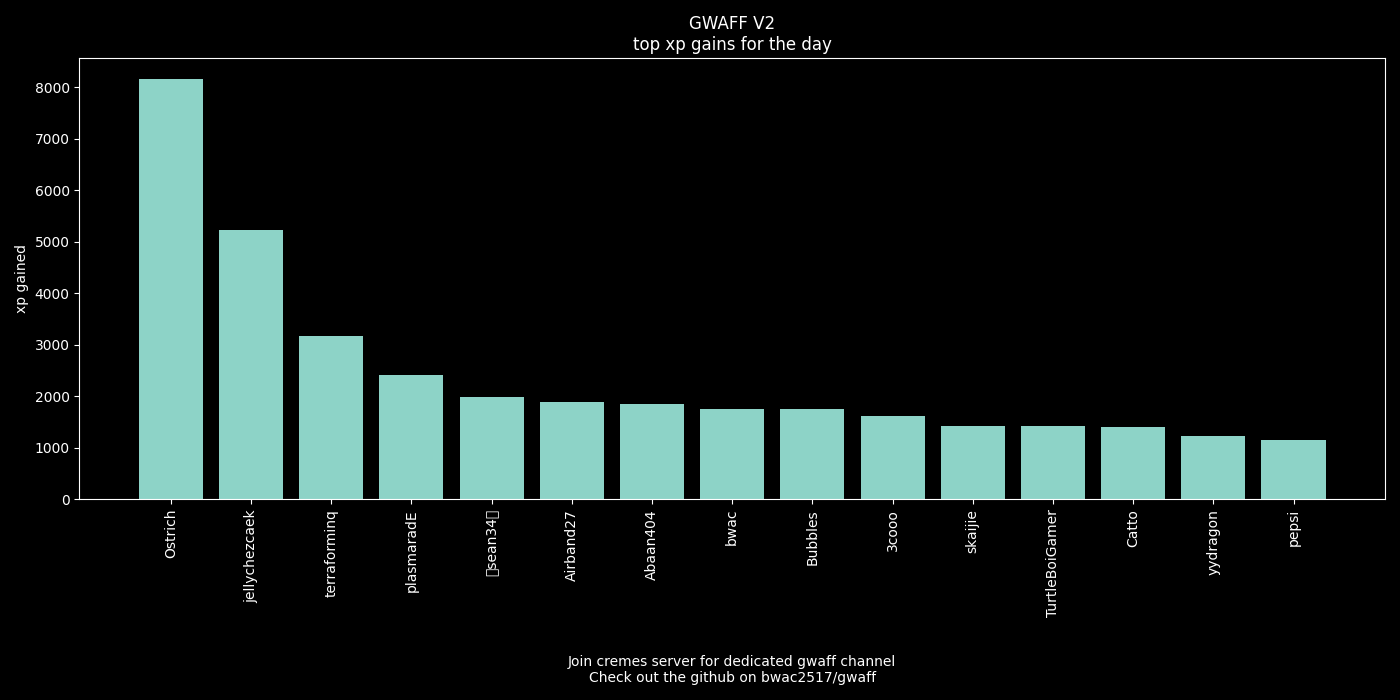 GWAFF V2
top xp gains for the day
xp gained
8000
7000
6000
5000
4000
3000
2000
1000
0
Ostrich
jellychezcaek
terraforminq
plasmaradE
▯sean34▯
Airband27
Abaan404
bwac
Bubbles
3cooo
skaijie
TurtleBoiGamer
Catto
yydragon
pepsi
Join cremes server for dedicated gwaff channel
Check out the github on bwac2517/gwaff